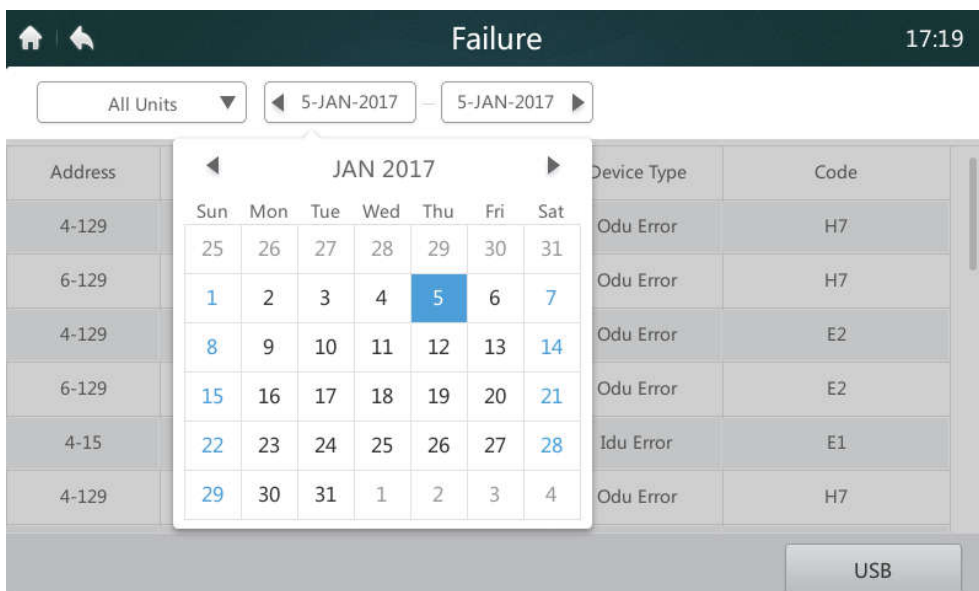 Failure 17:19
All Units 5-JAN-2017 — 5-JAN-2017
Address Device Type Code
JAN 2017
Sun Mon Tue Wed Thu Fri Sat
4-129 Odu Error H7
25 26 27 28 29 30 31
6-129 Odu Error H7
1 2 3 4 5 6 7
4-129 Odu Error E2
8 9 10 11 12 13 14
6-129 Odu Error E2
15 16 17 18 19 20 21
4-15 Idu Error E1
22 23 24 25 26 27 28
4-129 Odu Error H7
29 30 31 1 2 3 4
USB